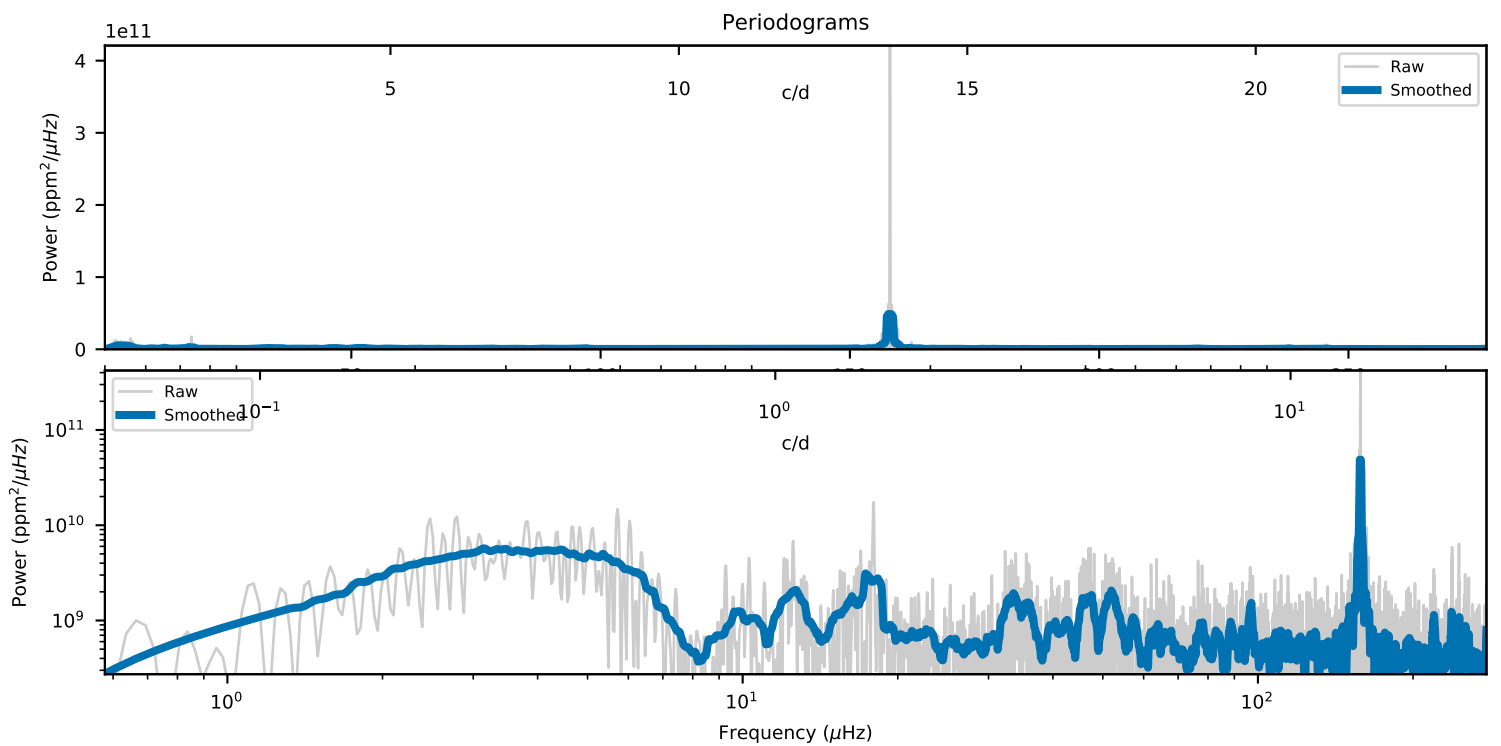 Periodograms
1e11
4
3
2
1
0
Power (ppm²/μHz)
5
10
15
20
c/d
Raw
Smoothed
10⁻¹
10⁰
10¹
c/d
Raw
Smoothed
10¹¹
10¹⁰
10⁹
Power (ppm²/μHz)
10⁰
10¹
10²
Frequency (μHz)